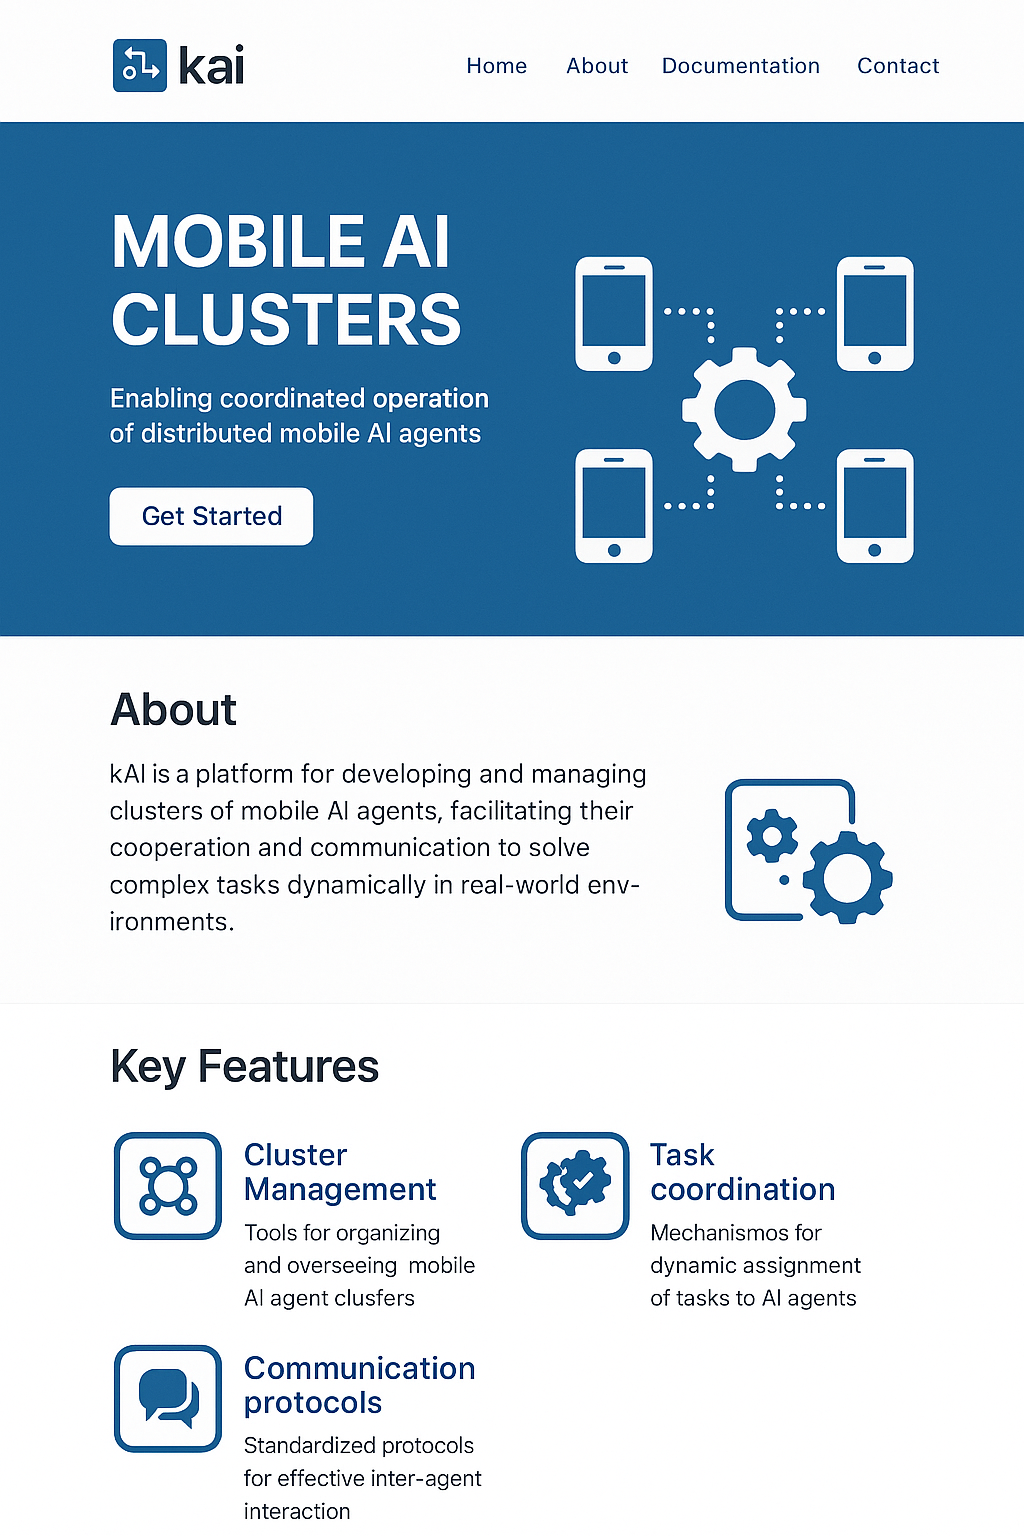 kai
Home About Documentation Contact
MOBILE AI
CLUSTERS
Enabling coordinated operation
of distributed mobile AI agents
Get Started
About
kAI is a platform for developing and managing
clusters of mobile AI agents, facilitating their
cooperation and communication to solve
complex tasks dynamically in real-world env-
ironments.
Key Features
Cluster
Management
Tools for organizing
and overseeing mobile
AI agent clusfers
Task
coordination
Mechanismos for
dynamic assignment
of tasks to AI agents
Communication
protocols
Standardized protocols
for effective inter-agent
interaction